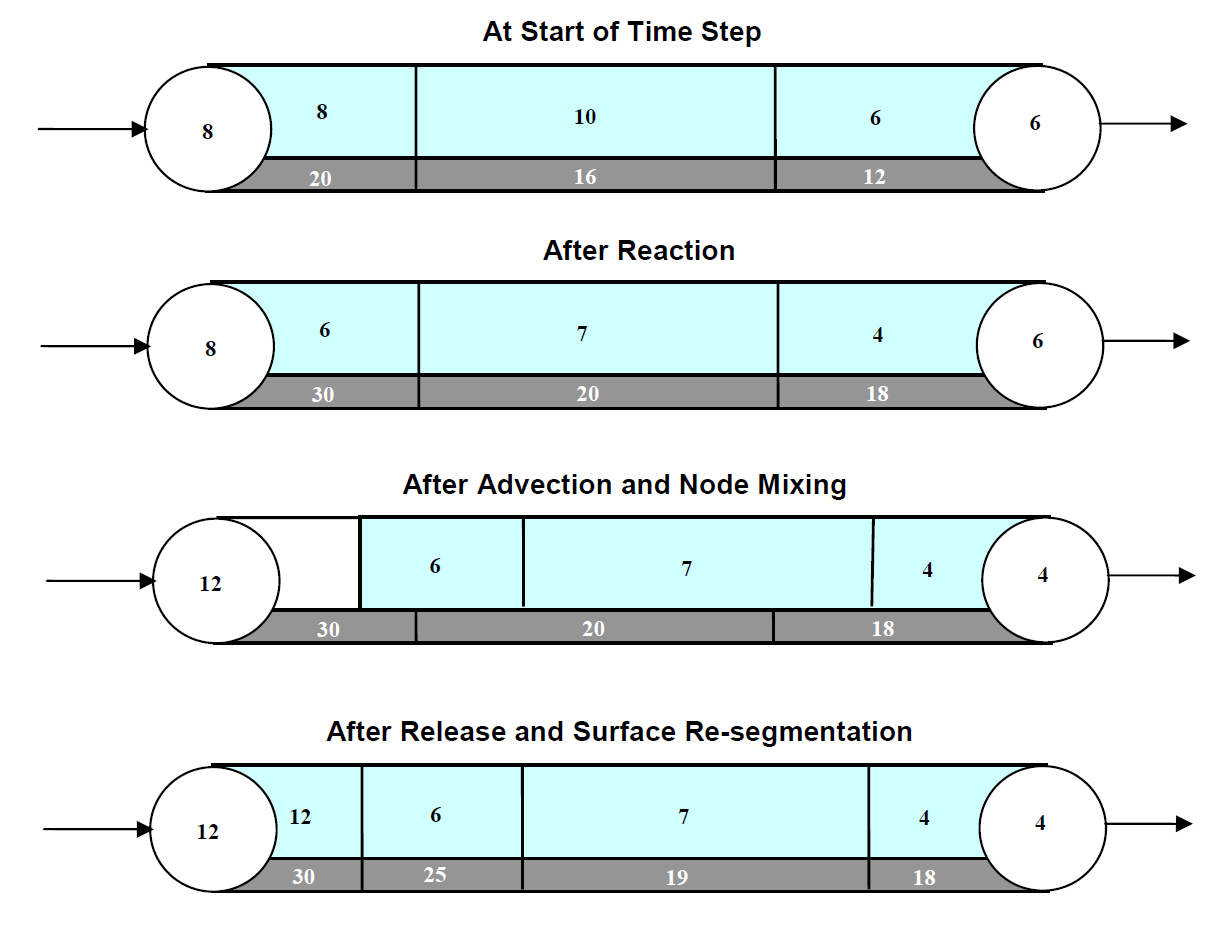 At Start of Time Step
8 8 10 6 6
20 16 12
After Reaction
8 6 7 4 6
30 20 18
After Advection and Node Mixing
12 6 7 4 4
30 20 18
After Release and Surface Re-segmentation
12 12 6 7 4 4
30 25 19 18